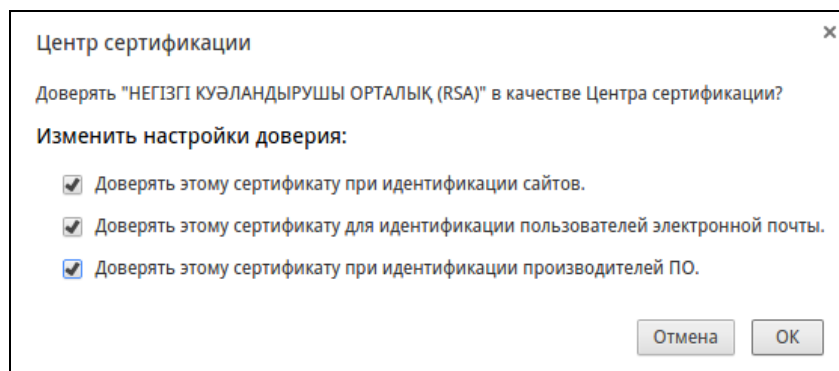 Центр сертификации
Доверять "НЕГІЗГІ КУӘЛАНДЫРУШЫ ОРТАЛЫҚ (RSA)" в качестве Центра сертификации?
Изменить настройки доверия:
Доверять этому сертификату при идентификации сайтов.
Доверять этому сертификату для идентификации пользователей электронной почты.
Доверять этому сертификату при идентификации производителей ПО.
Отмена ОК